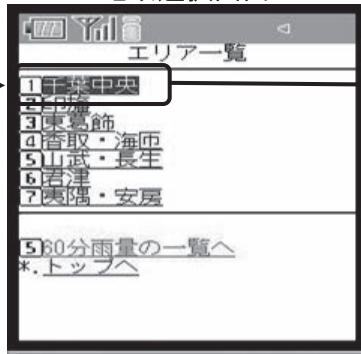 エリア一覧
1千葉中央
2印旛
3東葛飾
4香取・海匝
5山武・長生
6君津
7夷隅・安房
560分雨量の一覧へ
*.トップへ